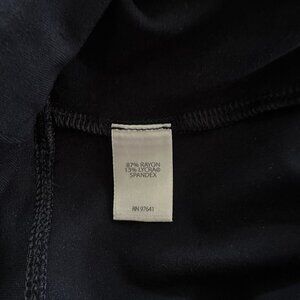 87% RAYON
13% LYCRA®
SPANDEX
RN 97641